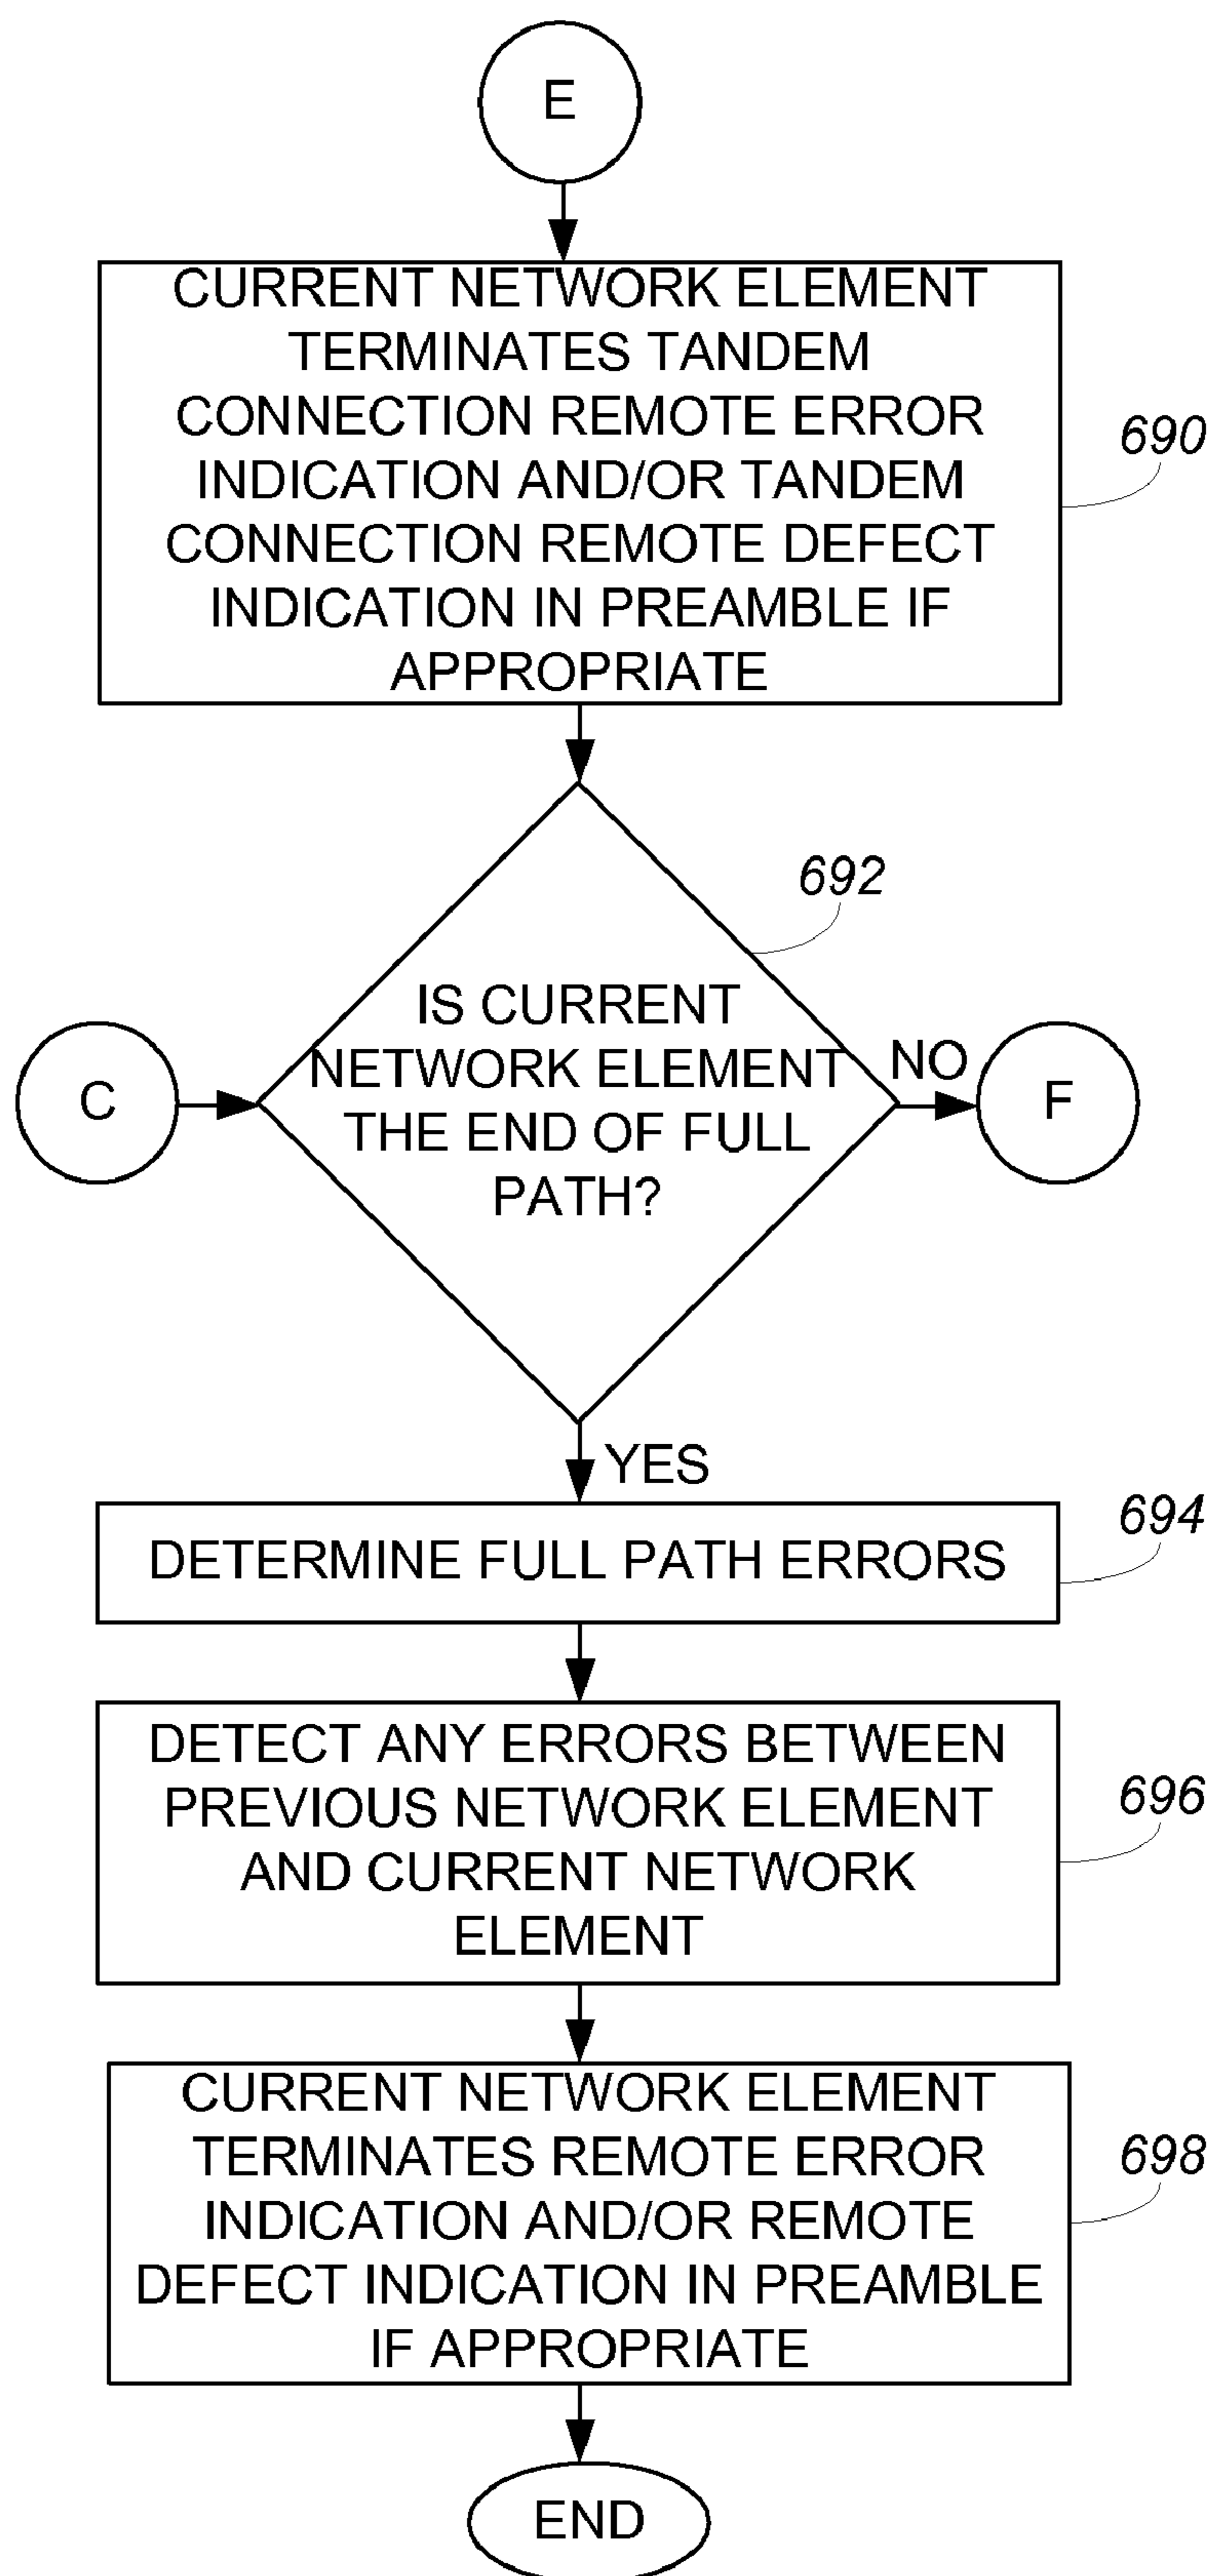 E
CURRENT NETWORK ELEMENT
TERMINATES TANDEM
CONNECTION REMOTE ERROR
INDICATION AND/OR TANDEM
CONNECTION REMOTE DEFECT
INDICATION IN PREAMBLE IF
APPROPRIATE
690
692
IS CURRENT
NETWORK ELEMENT
THE END OF FULL
PATH?
C
NO
F
YES
DETERMINE FULL PATH ERRORS
694
DETECT ANY ERRORS BETWEEN
PREVIOUS NETWORK ELEMENT
AND CURRENT NETWORK
ELEMENT
696
CURRENT NETWORK ELEMENT
TERMINATES REMOTE ERROR
INDICATION AND/OR REMOTE
DEFECT INDICATION IN PREAMBLE
IF APPROPRIATE
698
END